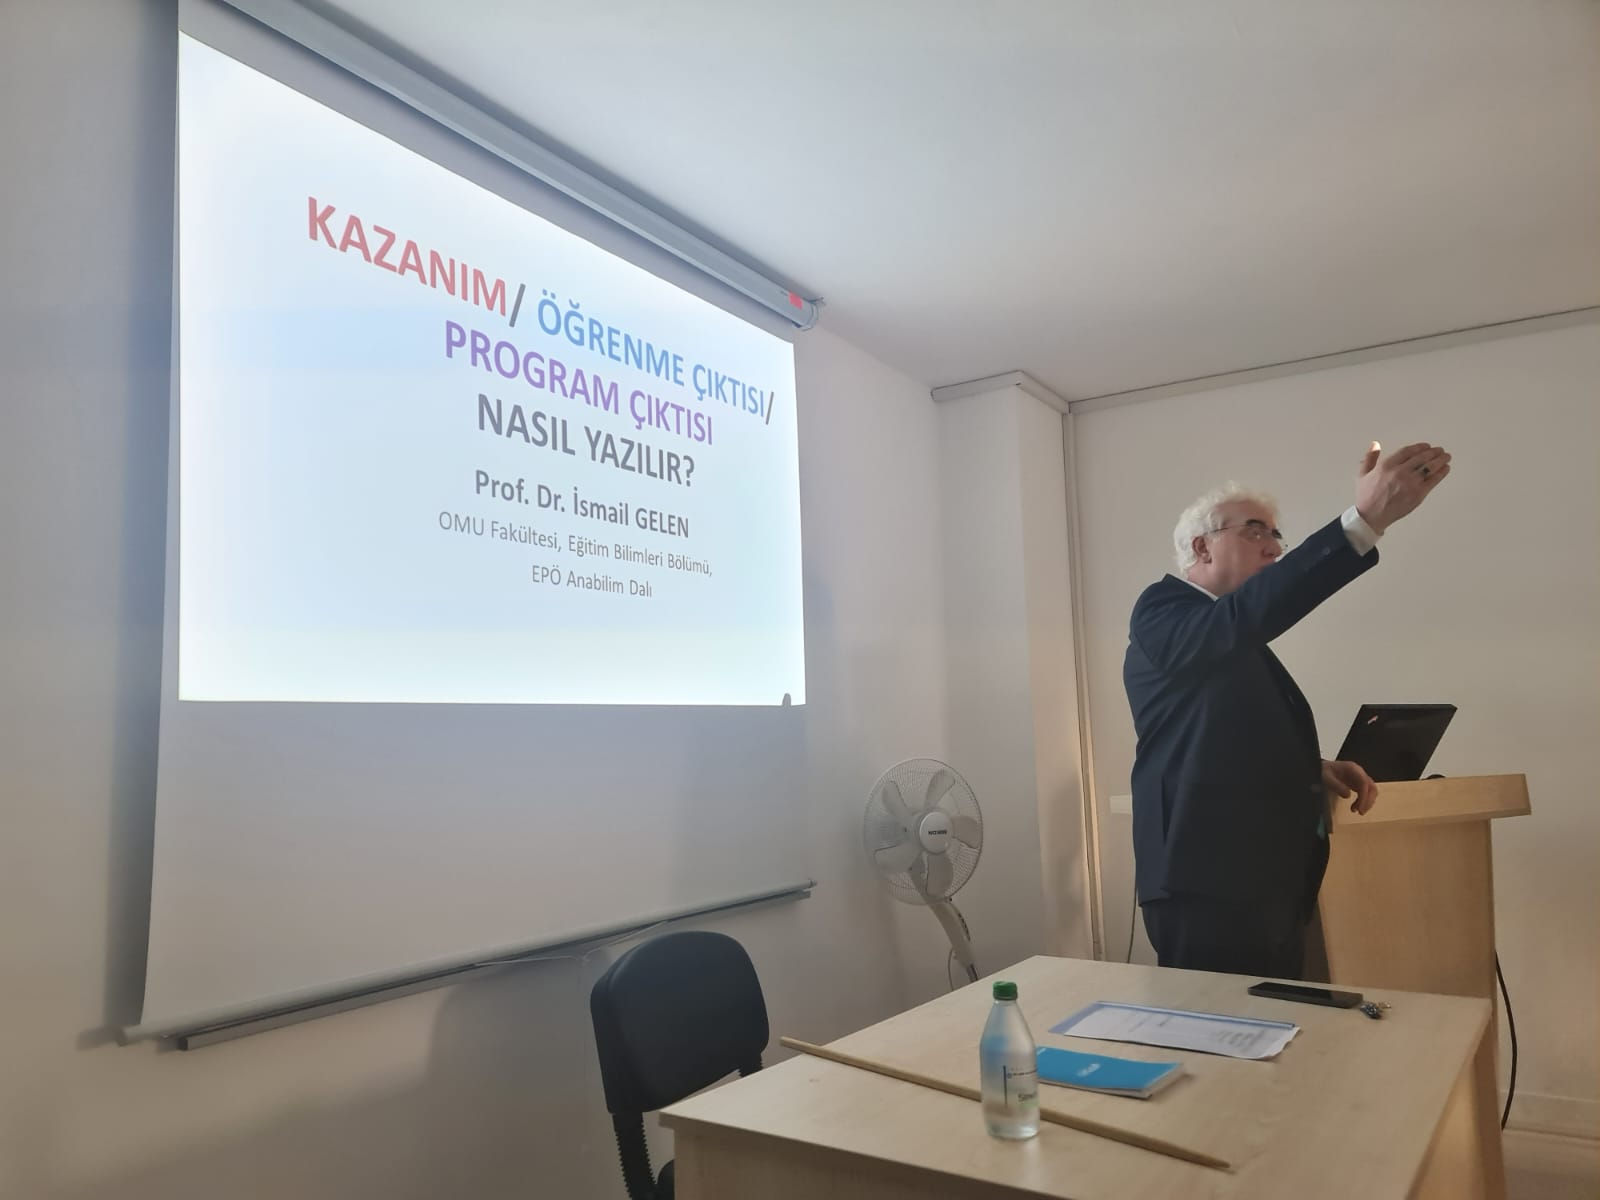 KAZANIM/ ÖĞRENME ÇIKTISI/
PROGRAM ÇIKTISI
NASIL YAZILIR?
Prof. Dr. İsmail GELEN
OMU Fakültesi, Eğitim Bilimleri Bölümü,
EPÖ Anabilim Dalı